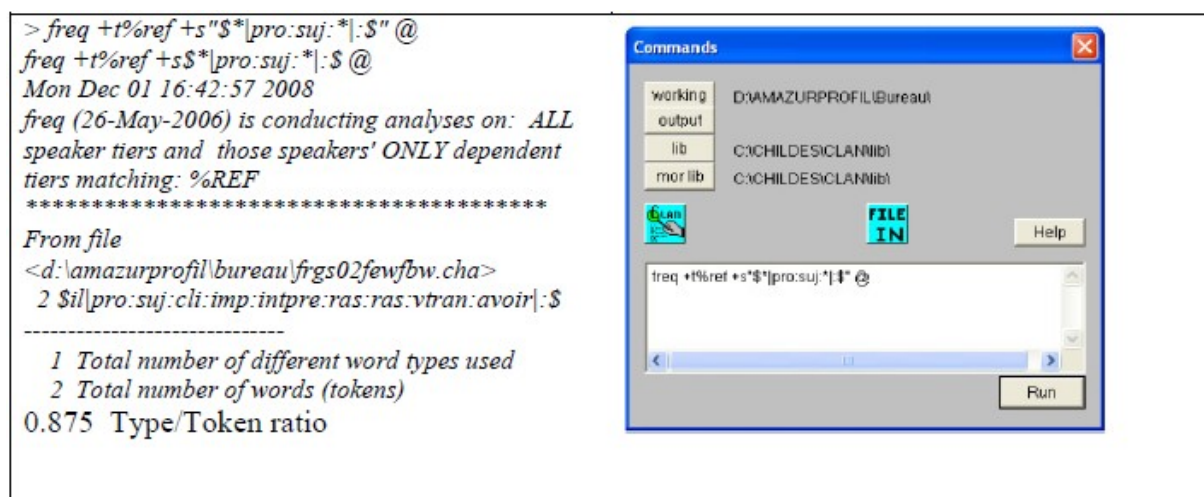 > freq +t%ref +s"$*|pro:suj:*|:$" @
freq +t%ref +s$*|pro:suj:*|:$ @
Mon Dec 01 16:42:57 2008
freq (26-May-2006) is conducting analyses on: ALL
speaker tiers and those speakers' ONLY dependent
tiers matching: %REF
****************************************
From file
<d:\amazurprofil\bureau\frgs02fewfbw.cha>
2 $il|pro:suj:cli:imp:intpre:ras:ras:vtran:avoir|:$
------------------------------
1 Total number of different word types used
2 Total number of words (tokens)
0.875 Type/Token ratio
Commands
working D:\AMAZURPROFIL\Bureau\
output
lib C:\CHILDES\CLAN\lib\
mor lib C:\CHILDES\CLAN\lib\
CLAN
FILE
IN
Help
freq +t%ref +s"$*|pro:suj:*|:$" @
Run